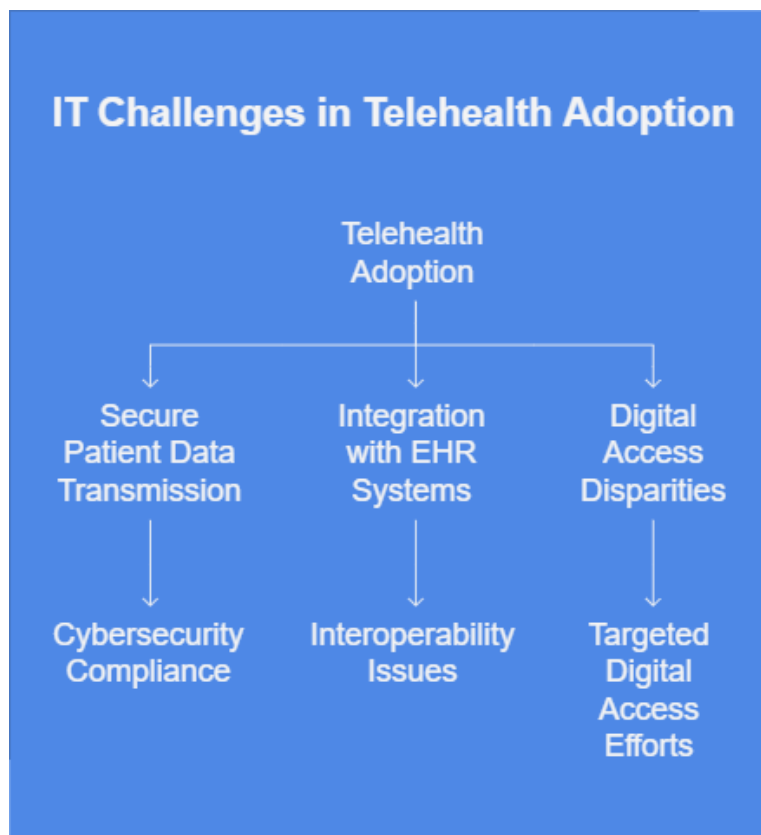 IT Challenges in Telehealth Adoption
Telehealth
Adoption
Secure
Patient Data
Transmission
Integration
with EHR
Systems
Digital
Access
Disparities
Cybersecurity
Compliance
Interoperability
Issues
Targeted
Digital
Access
Efforts